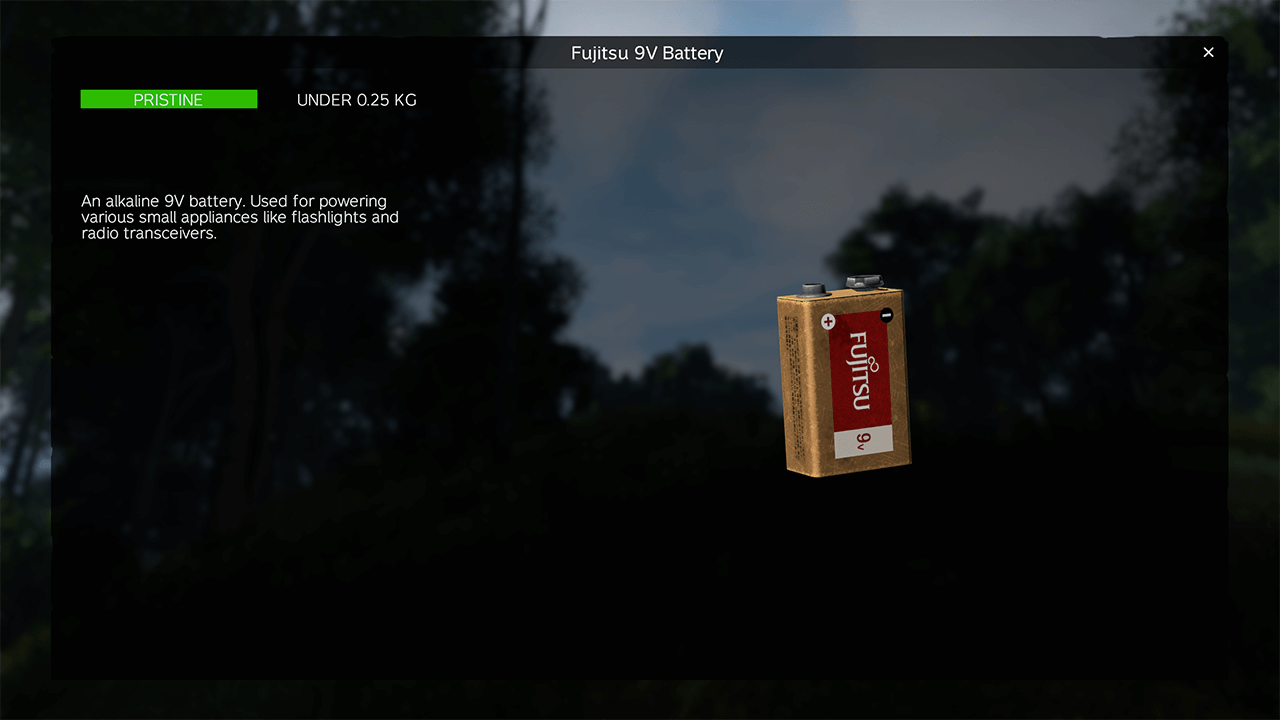 Fujitsu 9V Battery
PRISTINE
UNDER 0.25 KG
An alkaline 9V battery. Used for powering
various small appliances like flashlights and
radio transceivers.
FUJITSU
9v